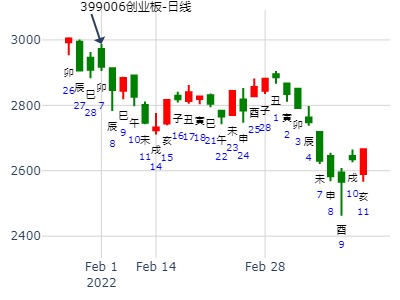 399006创业板-日线
3000
2800
2600
2400
卯
26
辰
27
巳
28
卯
7
辰
8
巳
9
午
10
未
11
戌
14
亥
15
子
16
丑
17
寅
18
巳
21
午
22
未
23
申
24
酉
25
子
28
丑
1
寅
2
卯
3
辰
4
未
7
申
8
酉
9
戌
10
亥
11
Feb 1
2022
Feb 14
Feb 28